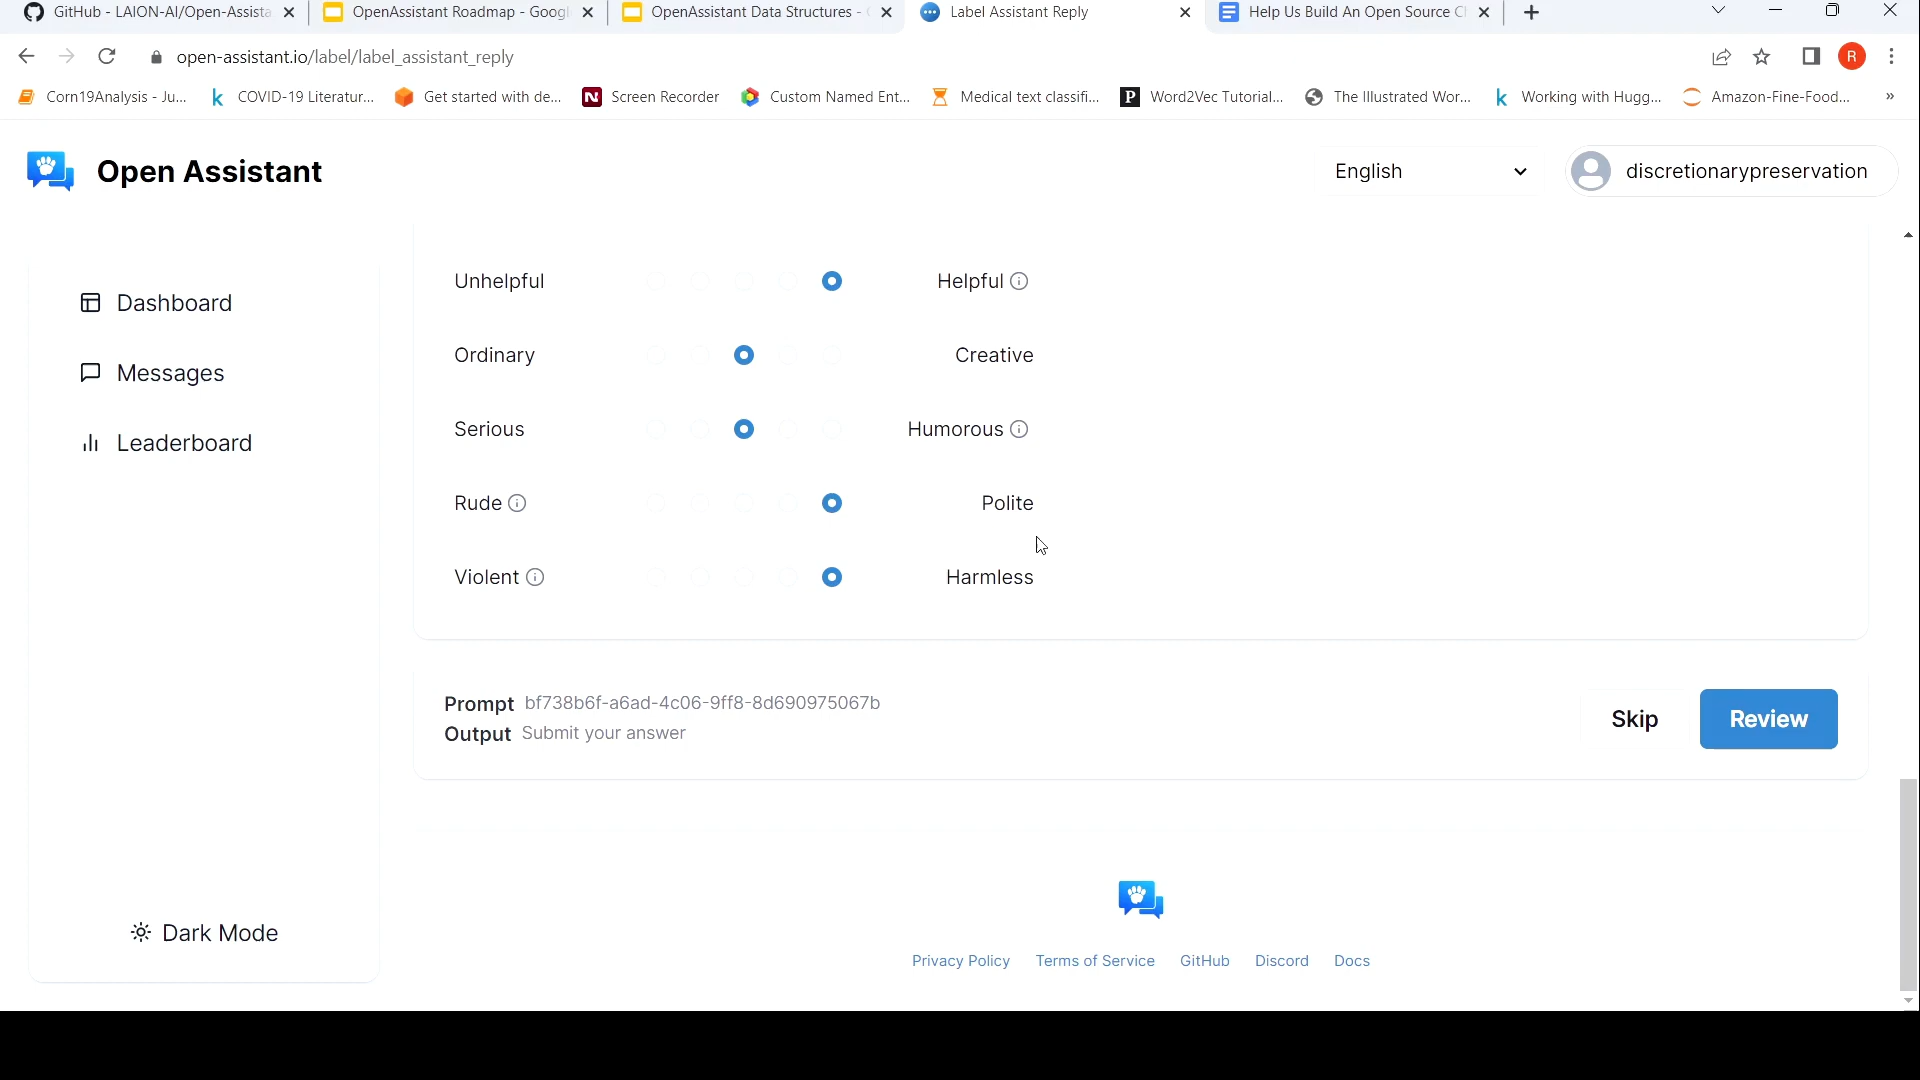 GitHub - LAION-AI/Open-Assista
OpenAssistant Roadmap - Googl
OpenAssistant Data Structures -
Label Assistant Reply
Help Us Build An Open Source Cl
open-assistant.io/label/label_assistant_reply
R
Corn19Analysis - Ju...
COVID-19 Literatur...
Get started with de...
Screen Recorder
Custom Named Ent...
Medical text classifi...
Word2Vec Tutorial...
The Illustrated Wor...
Working with Hugg...
Amazon-Fine-Food...
»
Open Assistant
English
discretionarypreservation
Dashboard
Messages
Leaderboard
Dark Mode
Unhelpful Helpful
Ordinary Creative
Serious Humorous
Rude Polite
Violent Harmless
Prompt bf738b6f-a6ad-4c06-9ff8-8d690975067b
Output Submit your answer
Skip
Review
Privacy Policy Terms of Service GitHub Discord Docs